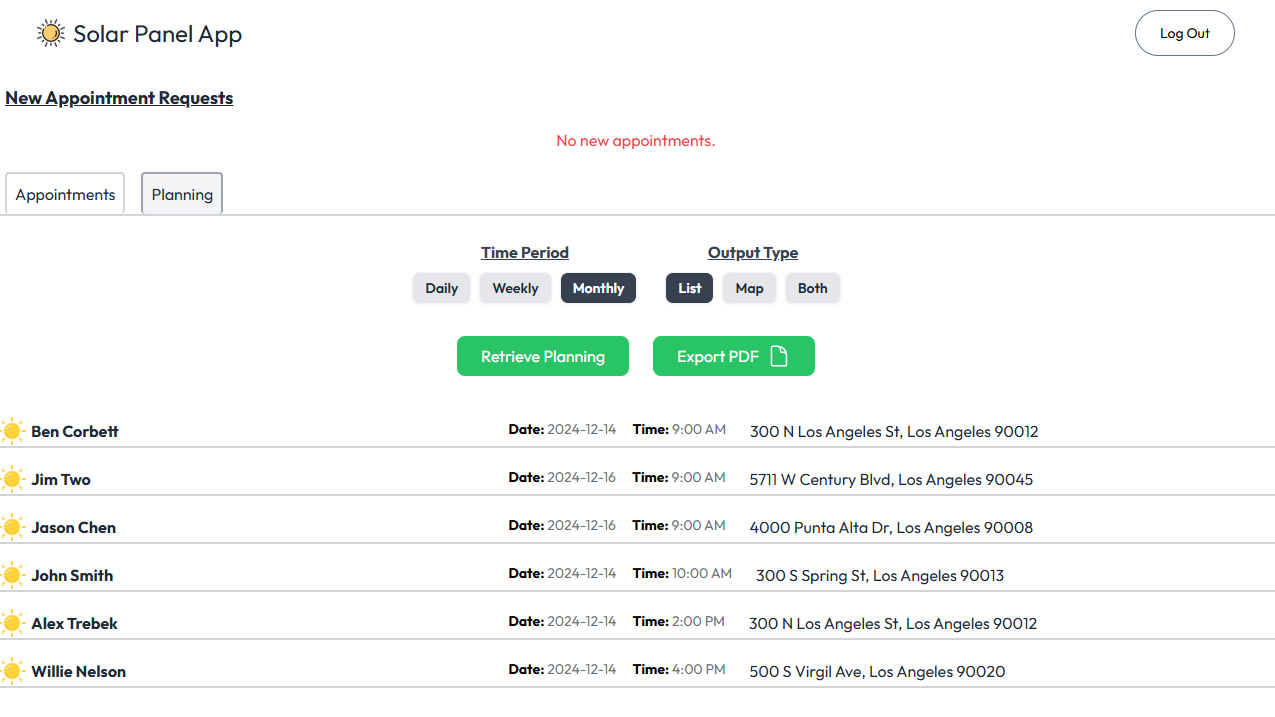 Solar Panel App
Log Out
New Appointment Requests
No new appointments.
Appointments Planning
Time Period Output Type
Daily Weekly Monthly List Map Both
Retrieve Planning Export PDF
Ben Corbett Date: 2024-12-14 Time: 9:00 AM 300 N Los Angeles St, Los Angeles 90012
Jim Two Date: 2024-12-16 Time: 9:00 AM 5711 W Century Blvd, Los Angeles 90045
Jason Chen Date: 2024-12-16 Time: 9:00 AM 4000 Punta Alta Dr, Los Angeles 90008
John Smith Date: 2024-12-14 Time: 10:00 AM 300 S Spring St, Los Angeles 90013
Alex Trebek Date: 2024-12-14 Time: 2:00 PM 300 N Los Angeles St, Los Angeles 90012
Willie Nelson Date: 2024-12-14 Time: 4:00 PM 500 S Virgil Ave, Los Angeles 90020